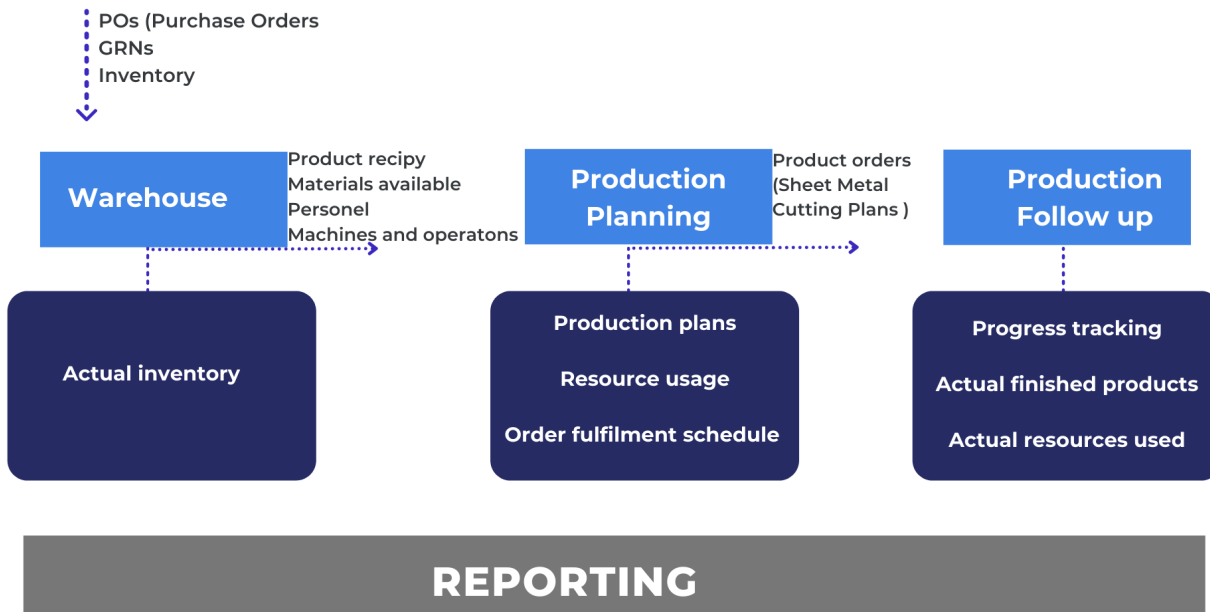 POs (Purchase Orders
GRNs
Inventory
Warehouse
Product recipy
Materials available
Personel
Machines and operatons
Production
Planning
Product orders
(Sheet Metal
Cutting Plans )
Production
Follow up
Actual inventory
Production plans
Resource usage
Order fulfilment schedule
Progress tracking
Actual finished products
Actual resources used
REPORTING